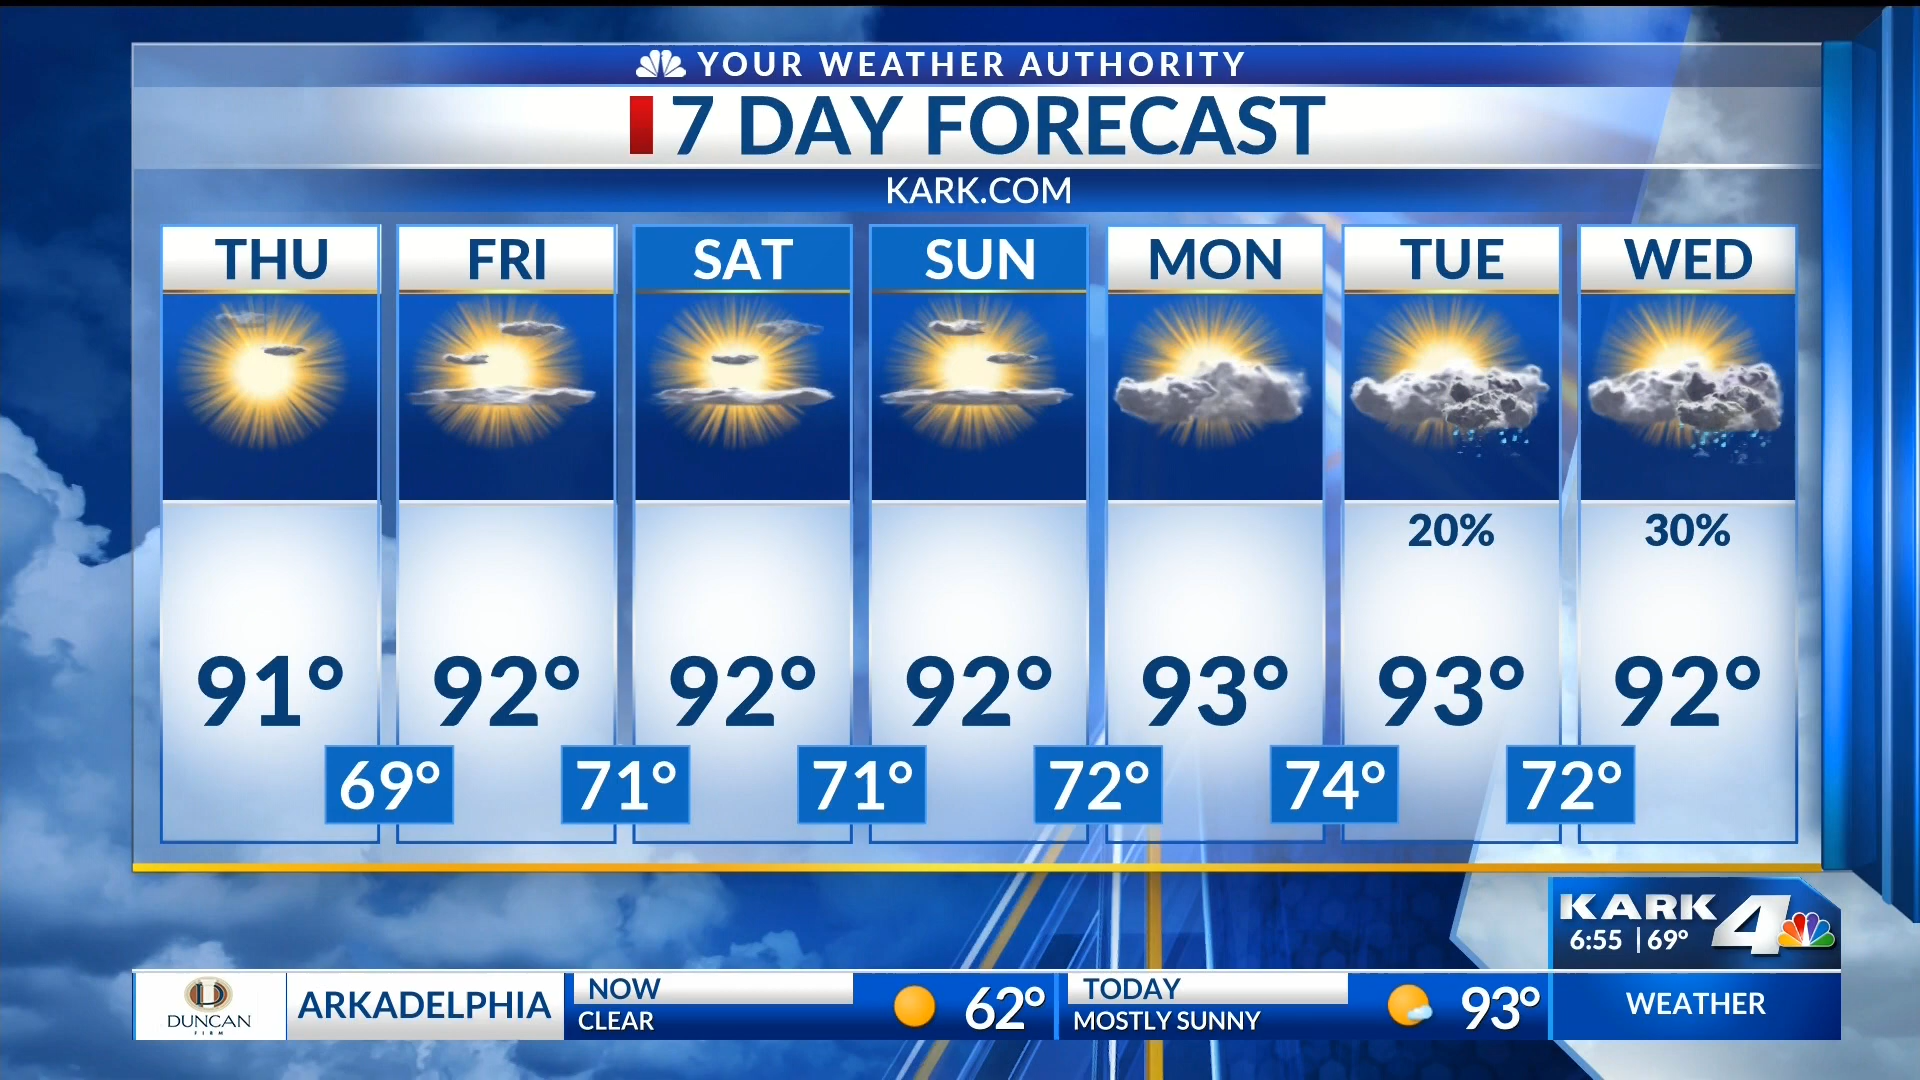 YOUR WEATHER AUTHORITY
7 DAY FORECAST
KARK.COM
THU FRI SAT SUN MON TUE WED
20% 30%
91° 92° 92° 92° 93° 93° 92°
69° 71° 71° 72° 74° 72°
KARK 4
6:55 | 69°
DUNCAN
FIRM
ARKADELPHIA
NOW
CLEAR
62°
TODAY
MOSTLY SUNNY
93°
WEATHER